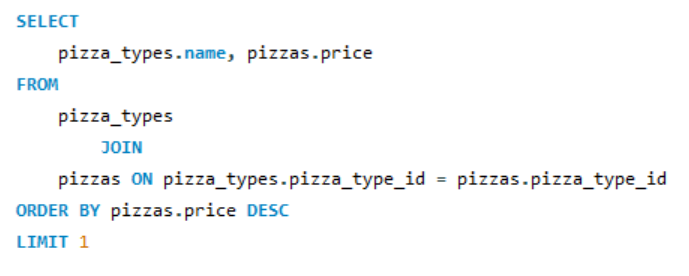 SELECT
pizza_types.name, pizzas.price
FROM
pizza_types
JOIN
pizzas ON pizza_types.pizza_type_id = pizzas.pizza_type_id
ORDER BY pizzas.price DESC
LIMIT 1